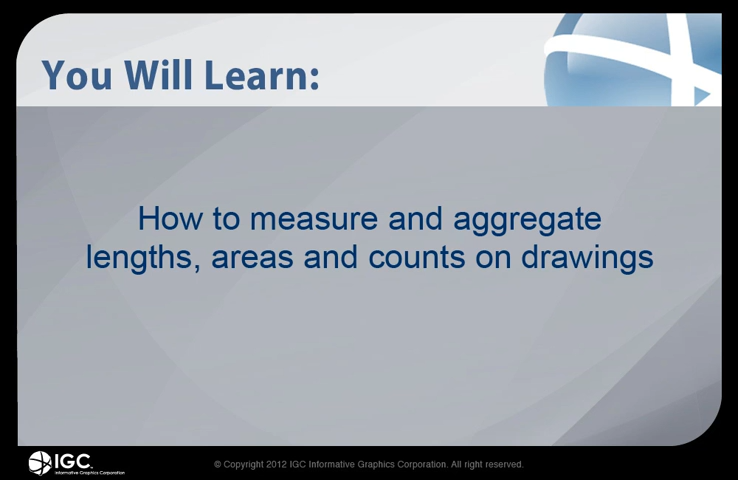 You Will Learn:
How to measure and aggregate
lengths, areas and counts on drawings
IGC.
Informative Graphics Corporation
© Copyright 2012 IGC Informative Graphics Corporation. All right reserved.